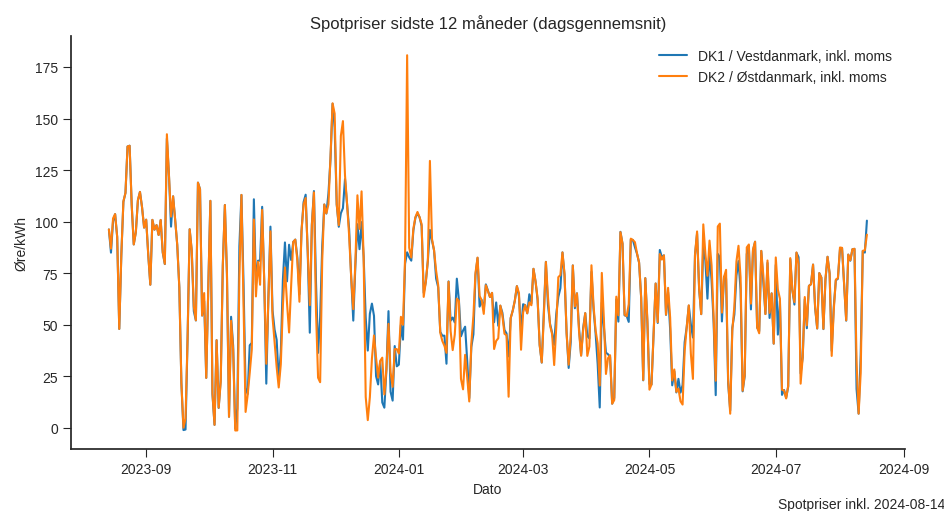 Spotpriser sidste 12 måneder (dagsgennemsnit)
DK1 / Vestdanmark, inkl. moms
DK2 / Østdanmark, inkl. moms
Øre/kWh
175
150
125
100
75
50
25
0
2023-09 2023-11 2024-01 2024-03 2024-05 2024-07 2024-09
Dato
Spotpriser inkl. 2024-08-14